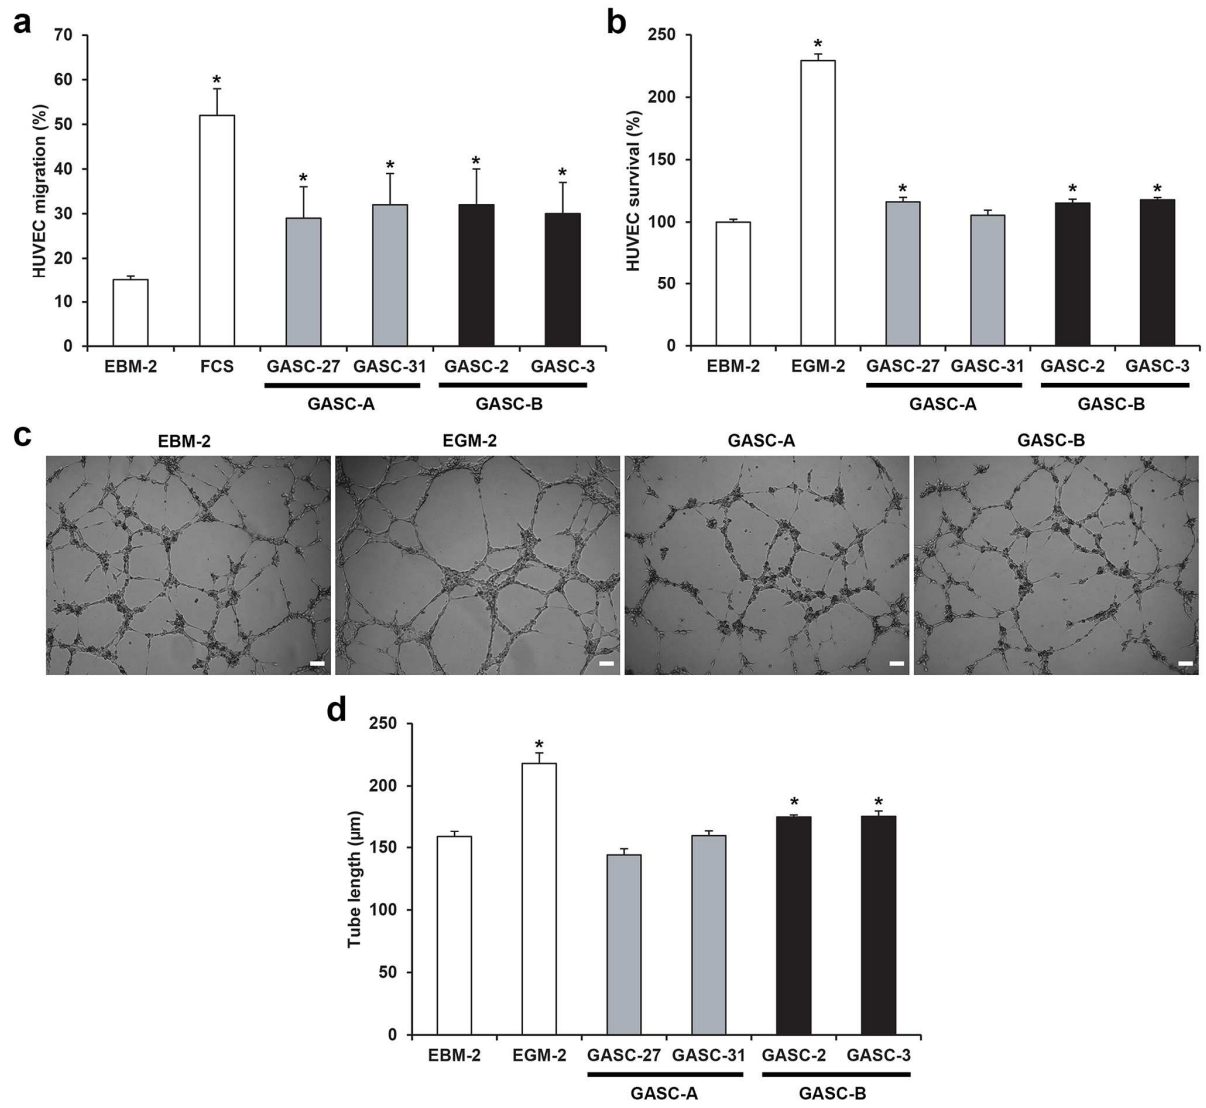 a
70
60
50
40
30
20
10
0
HUVEC migration (%)
*
*
*
*
*
EBM-2 FCS GASC-27 GASC-31 GASC-2 GASC-3
GASC-A GASC-B
b
250
200
150
100
50
0
HUVEC survival (%)
*
*
*
*
EBM-2 EGM-2 GASC-27 GASC-31 GASC-2 GASC-3
GASC-A GASC-B
c
EBM-2 EGM-2 GASC-A GASC-B
d
250
200
150
100
50
0
Tube length (µm)
*
*
*
EBM-2 EGM-2 GASC-27 GASC-31 GASC-2 GASC-3
GASC-A GASC-B